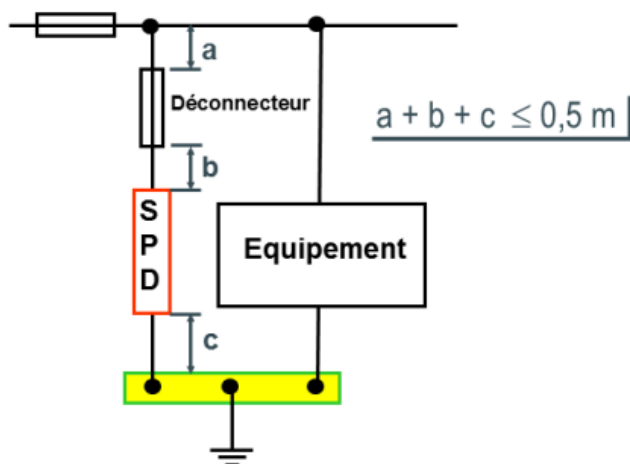 a
Déconnecteur
a + b + c ≤ 0,5 m
b
S
P
D
Equipement
c